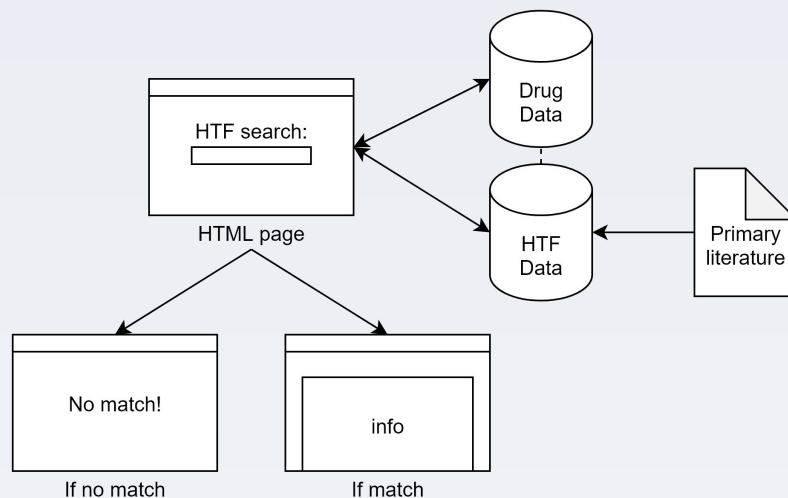 Drug
Data
HTF search:
HTML page
HTF
Data
Primary
literature
No match!
info
If no match
If match